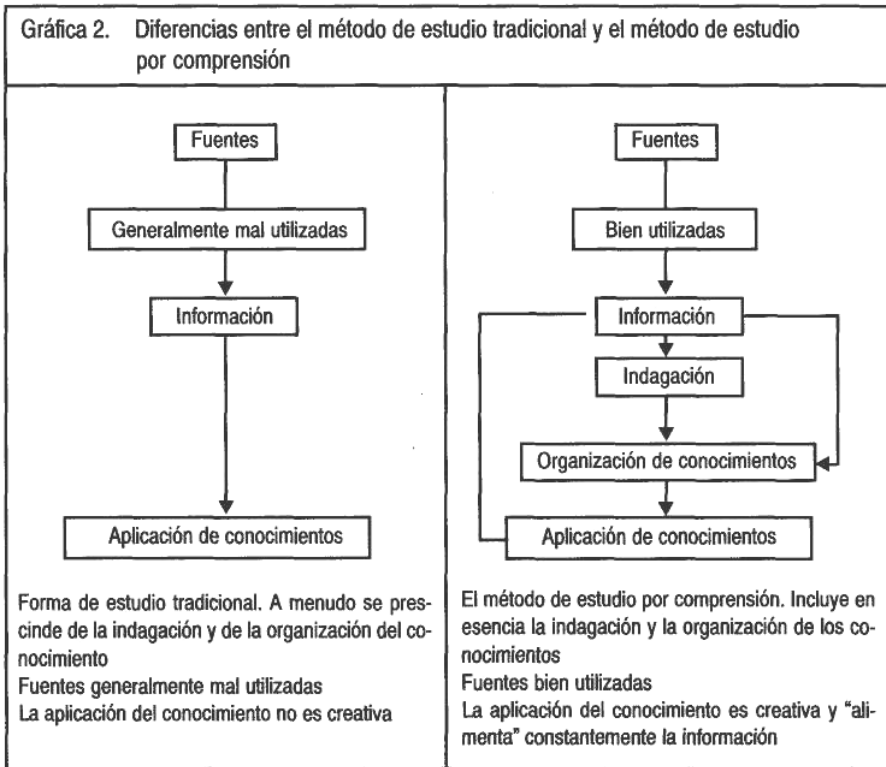 Gráfica 2. Diferencias entre el método de estudio tradicional y el método de estudio
por comprensión
Fuentes
Generalmente mal utilizadas
Información
Aplicación de conocimientos
Forma de estudio tradicional. A menudo se pres-
cinde de la indagación y de la organización del co-
nocimiento
Fuentes generalmente mal utilizadas
La aplicación del conocimiento no es creativa
Fuentes
Bien utilizadas
Información
Indagación
Organización de conocimientos
Aplicación de conocimientos
El método de estudio por comprensión. Incluye en
esencia la indagación y la organización de los co-
nocimientos
Fuentes bien utilizadas
La aplicación del conocimiento es creativa y "ali-
menta" constantemente la información